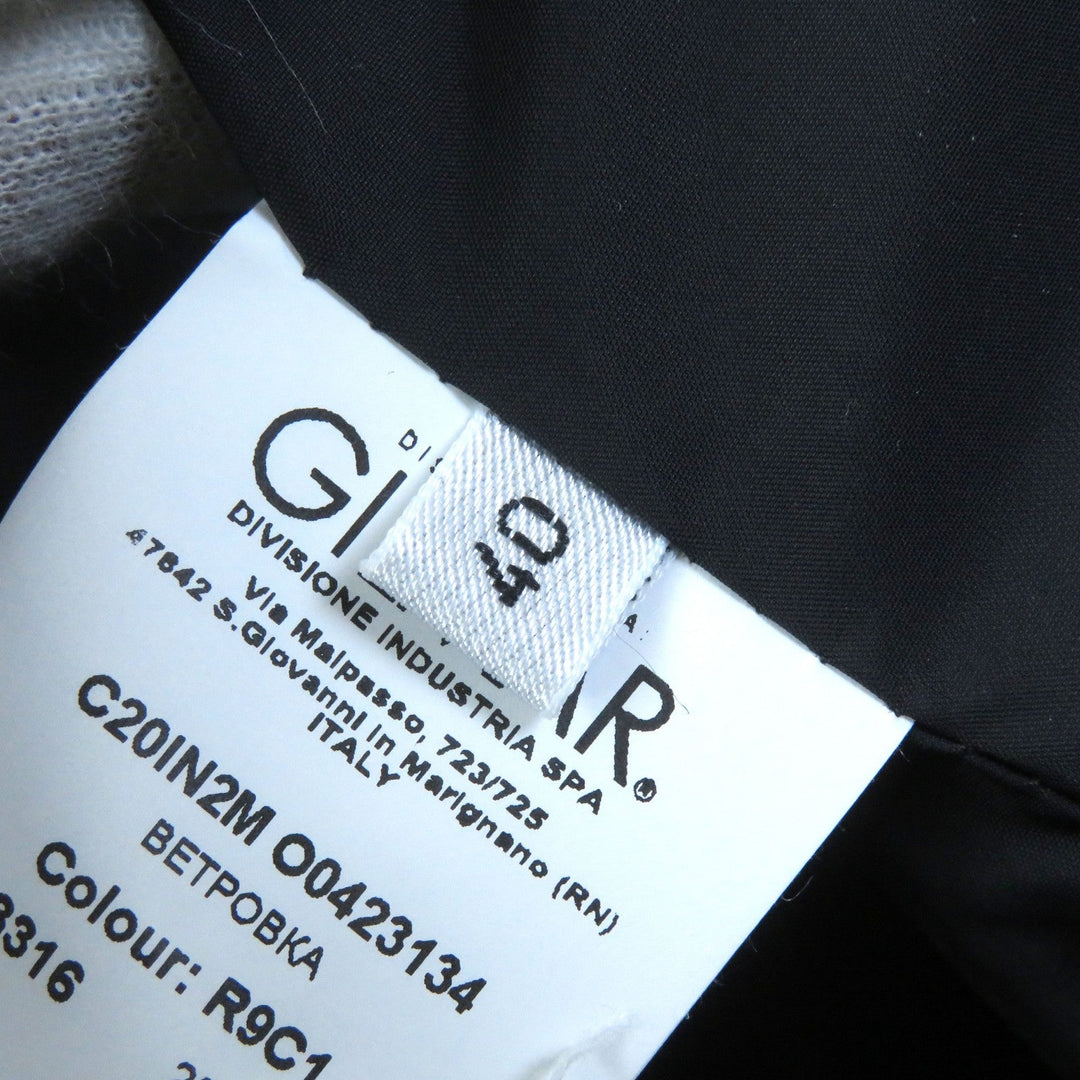 40
DIVISIONE INDUSTRIA SPA
Via Malpasso, 723/725
47842 S.Giovanni in Marignano (RN)
ITALY
C20IN2M O0423134
ВЕТРОВКА
Colour: R9C1
3316